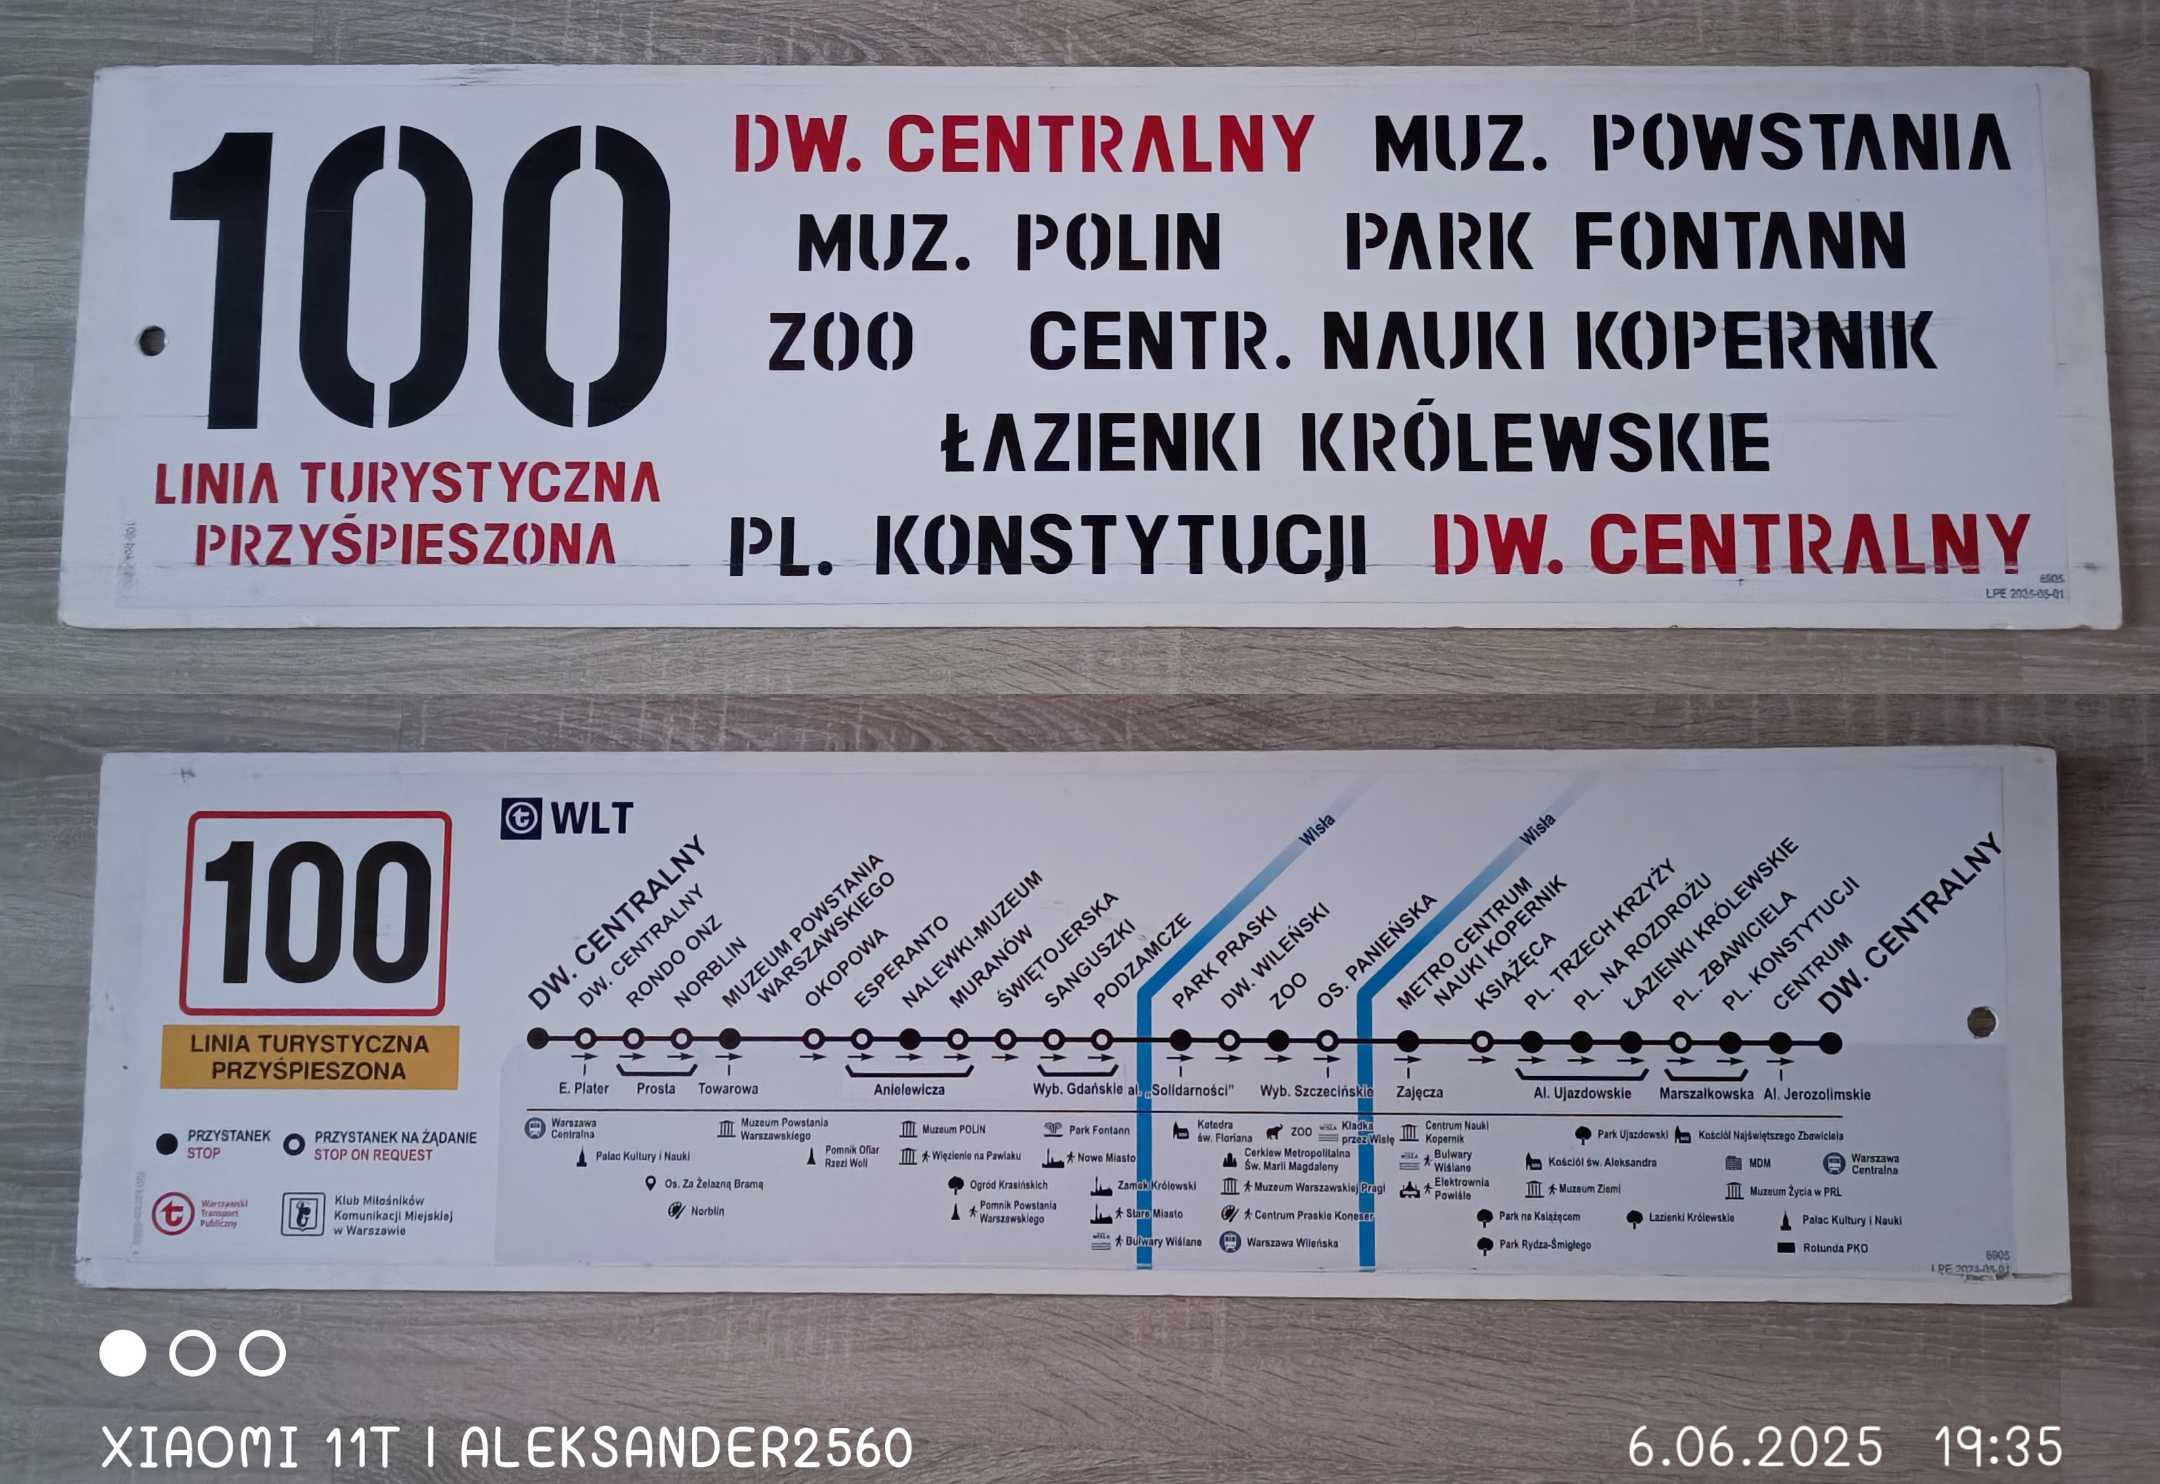 100
LINIA TURYSTYCZNA
PRZYŚPIESZONA
DW. CENTRALNY MUZ. POWSTANIA
MUZ. POLIN PARK FONTANN
ZOO CENTR. NAUKI KOPERNIK
ŁAZIENKI KRÓLEWSKIE
PL. KONSTYTUCJI DW. CENTRALNY
6905
100
LINIA TURYSTYCZNA
PRZYŚPIESZONA
PRZYSTANEK
STOP
PRZYSTANEK NA ŻĄDANIE
STOP ON REQUEST
Warszawski
Transport
Publiczny
Klub Miłośników
Komunikacji Miejskiej
w Warszawie
WLT
DW. CENTRALNY
DW. CENTRALNY
RONDO ONZ
NORBLIN
MUZEUM POWSTANIA
WARSZAWSKIEGO
OKOPOWA
ESPERANTO
NALEWKI-MUZEUM
MURANÓW
ŚWIĘTOJERSKA
SANGUSZKI
PODZAMCZE
Wisła
PARK PRASKI
DW. WILEŃSKI
ZOO
OS. PANIEŃSKA
Wisła
METRO CENTRUM
NAUKI KOPERNIK
KSIĄŻĘCA
PL. TRZECH KRZYŻY
PL. NA ROZDROŻU
ŁAZIENKI KRÓLEWSKIE
PL. ZBAWICIELA
PL. KONSTYTUCJI
CENTRUM
DW. CENTRALNY
E. Plater Prosta Towarowa Anielewicza Wyb. Gdańskie al. „Solidarności” Wyb. Szczecińskie Zajęcza Al. Ujazdowskie Marszałkowska Al. Jerozolimskie
Warszawa
Centralna
Pałac Kultury i Nauki
Os. Za Żelazną Bramą
Norblin
Muzeum Powstania
Warszawskiego
Pomnik Ofiar
Rzezi Woli
Muzeum POLIN
Więzienie na Pawiaku
Ogród Krasińskich
Pomnik Powstania
Warszawskiego
Park Fontann
Nowe Miasto
Zamek Królewski
Stare Miasto
Bulwary Wiślane
Katedra
św. Floriana
ZOO
Kładka
przez Wisłę
Cerkiew Metropolitalna
Św. Marii Magdaleny
Muzeum Warszawskiej Pragi
Centrum Praskie Koneser
Warszawa Wileńska
Centrum Nauki
Kopernik
Bulwary
Wiślane
Elektrownia
Powiśle
Park Ujazdowski
Kościół św. Aleksandra
Muzeum Ziemi
Park na Książęcem
Park Rydza-Śmigłego
Łazienki Królewskie
Kościół Najświętszego Zbawiciela
MDM
Muzeum Życia w PRL
Pałac Kultury i Nauki
Rotunda PKO
Warszawa
Centralna
6905
XIAOMI 11T | ALEKSANDER2560
6.06.2025 19:35